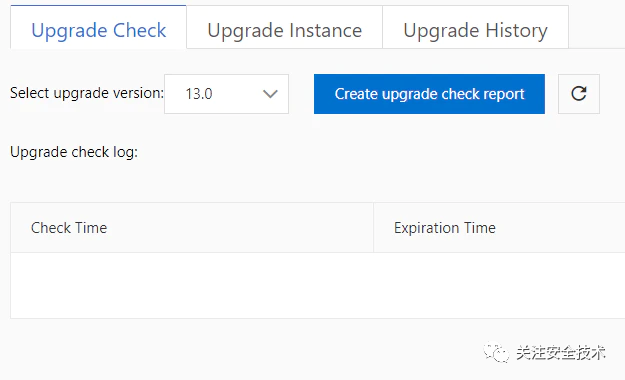 Upgrade Check Upgrade Instance Upgrade History
Select upgrade version: 13.0 Create upgrade check report
Upgrade check log:
Check Time Expiration Time
关注安全技术